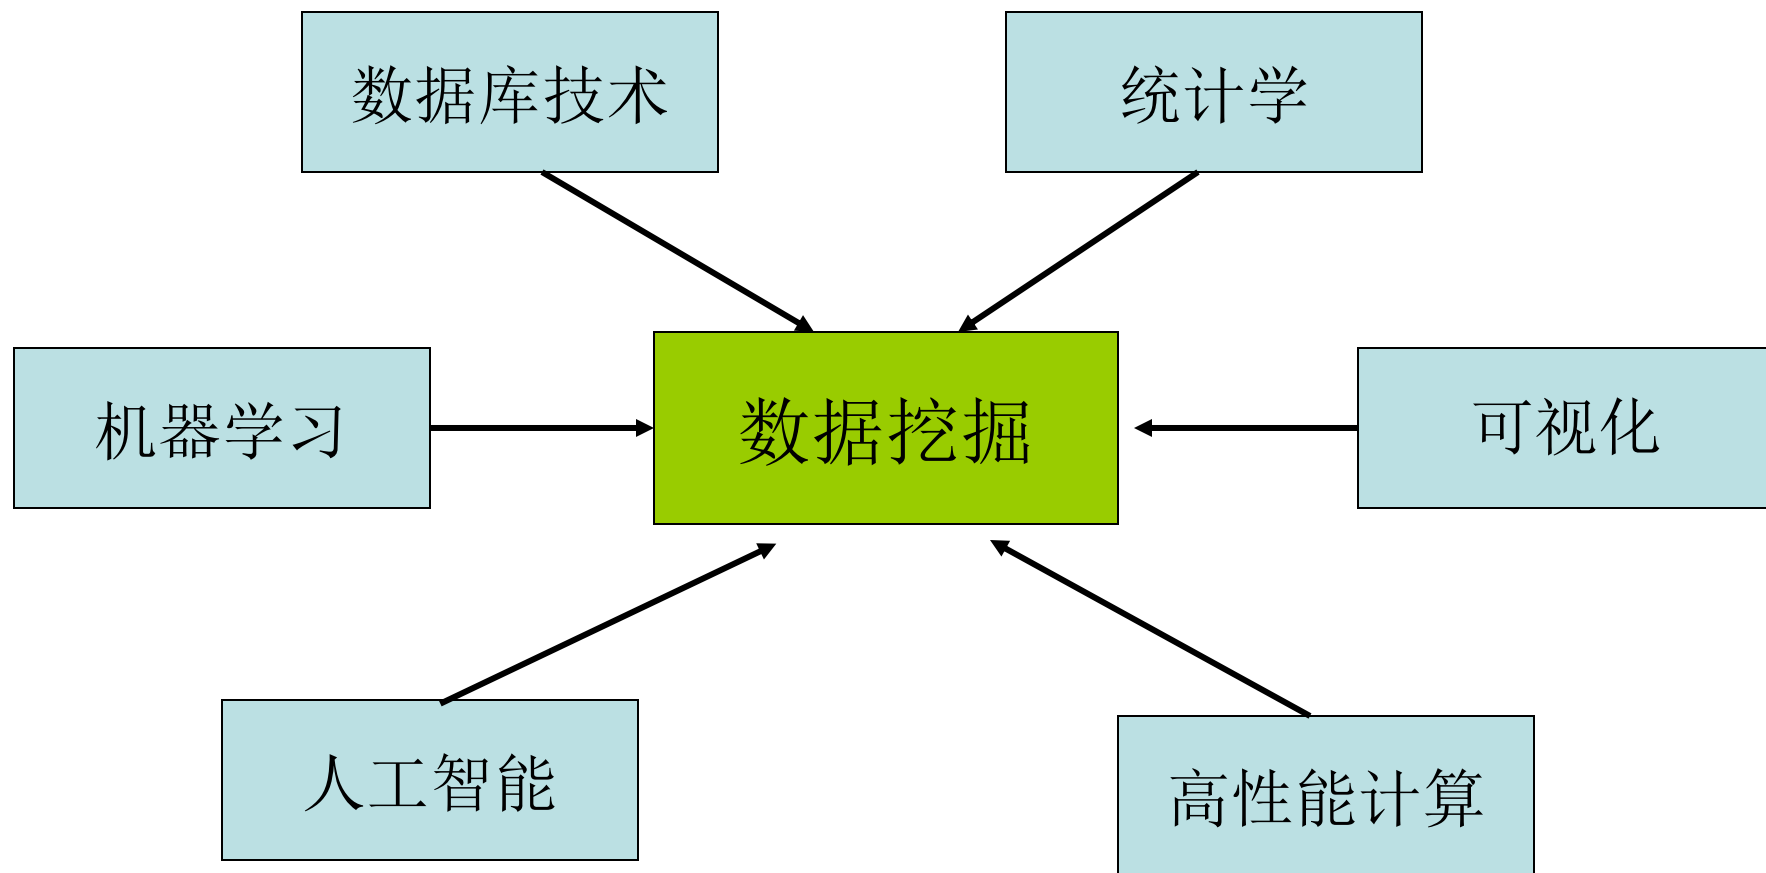 数据库技术
统计学
机器学习
数据挖掘
可视化
人工智能
高性能计算